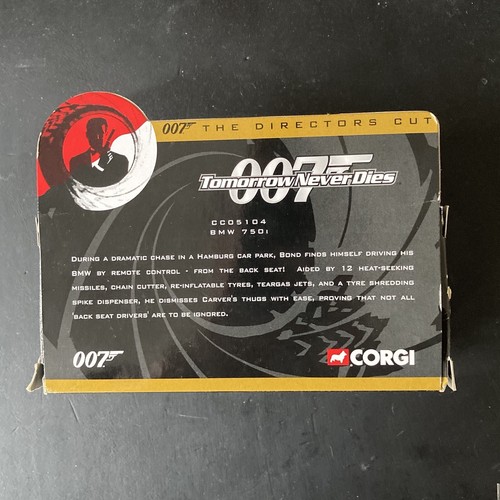 007 THE DIRECTORS CUT
007
Tomorrow Never Dies
CC05104
BMW 750i
DURING A DRAMATIC CHASE IN A HAMBURG CAR PARK, BOND FINDS HIMSELF DRIVING HIS
BMW BY REMOTE CONTROL - FROM THE BACK SEAT! AIDED BY 12 HEAT-SEEKING
MISSILES, CHAIN CUTTER, RE-INFLATABLE TYRES, TEARGAS JETS, AND A TYRE SHREDDING
SPIKE DISPENSER, HE DISMISSES CARVER'S THUGS WITH EASE, PROVING THAT NOT ALL
'BACK SEAT DRIVERS' ARE TO BE IGNORED.
007
CORGI